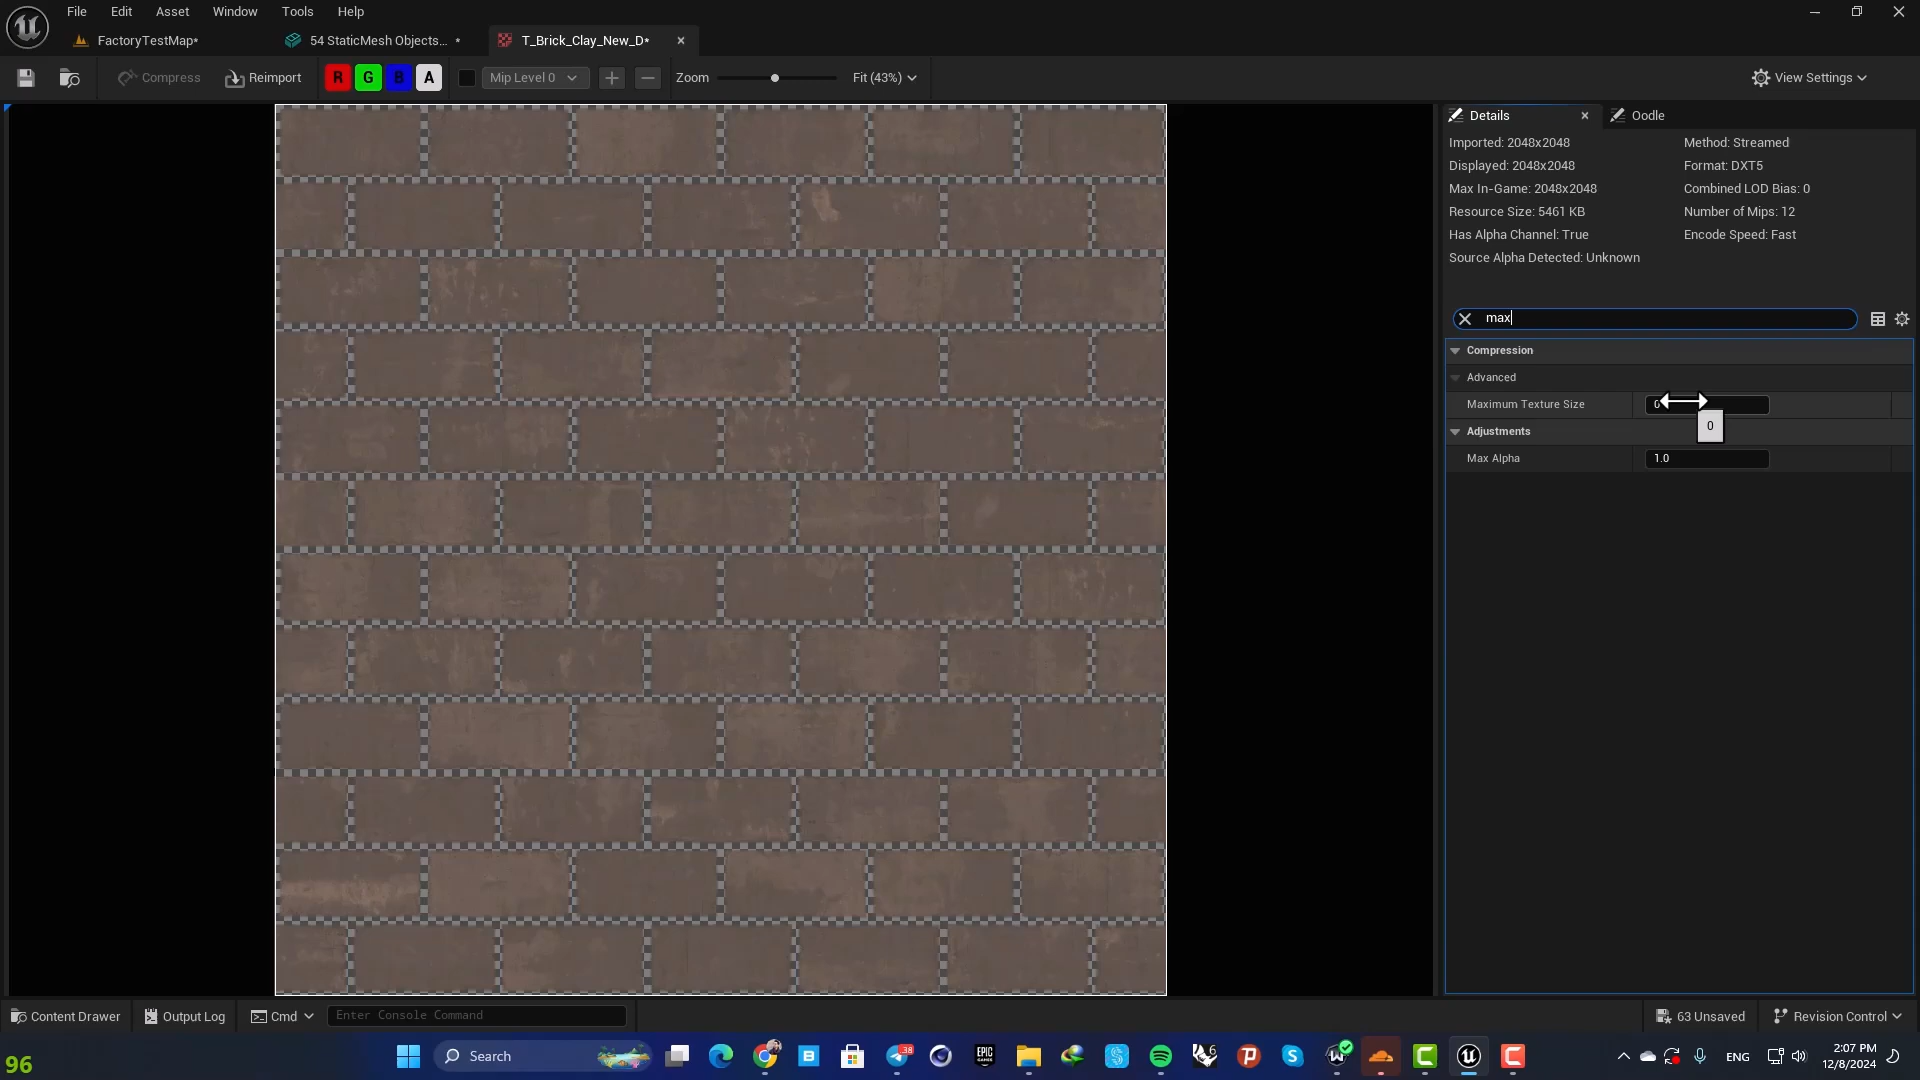 File Edit Asset Window Tools Help
FactoryTestMap* 54 StaticMesh Objects... * T_Brick_Clay_New_D*
Compress Reimport R G B A Mip Level 0 Zoom Fit (43%) View Settings
Details Oodle
Imported: 2048x2048 Method: Streamed
Displayed: 2048x2048 Format: DXT5
Max In-Game: 2048x2048 Combined LOD Bias: 0
Resource Size: 5461 KB Number of Mips: 12
Has Alpha Channel: True Encode Speed: Fast
Source Alpha Detected: Unknown
max
Compression
Advanced
Maximum Texture Size
0
Adjustments
Max Alpha 1.0
Content Drawer Output Log Cmd Enter Console Command 63 Unsaved Revision Control
96 Search EPIC GAMES 38 6 ENG 2:07 PM
12/8/2024